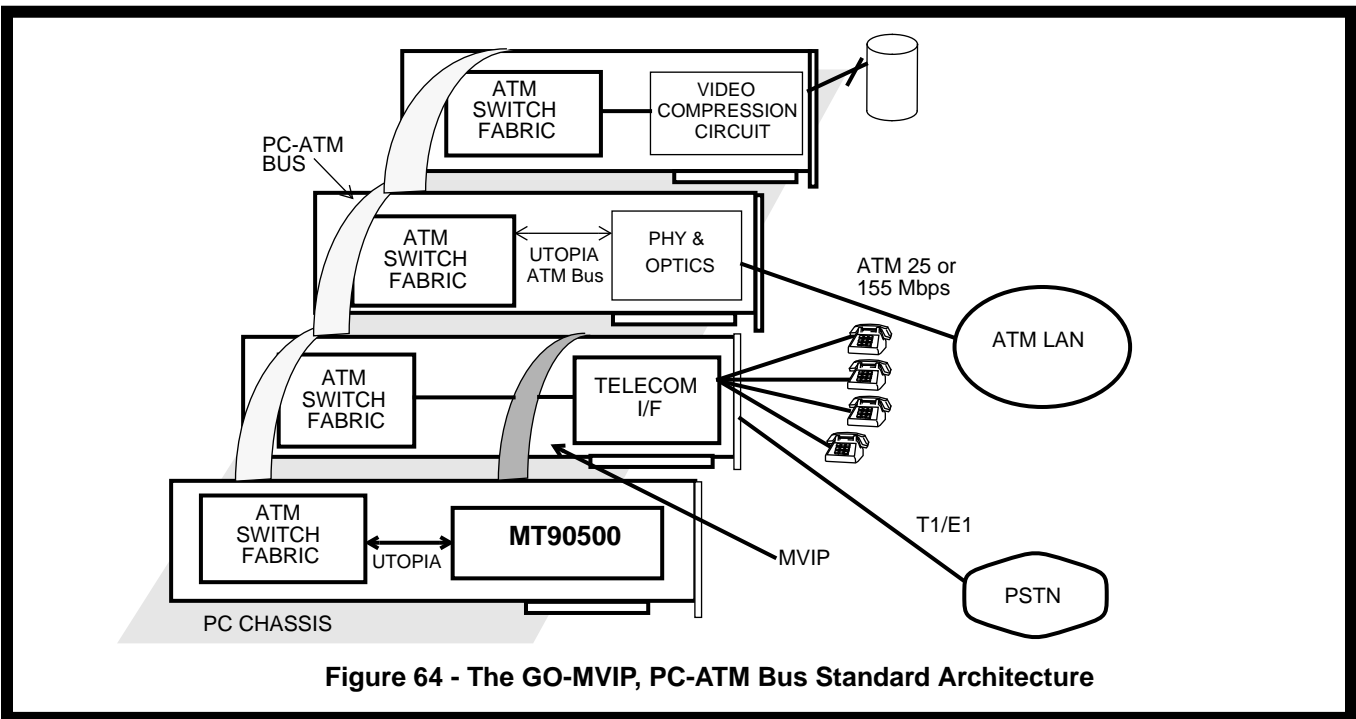 ATM
SWITCH
FABRIC
VIDEO
COMPRESSION
CIRCUIT
PC-ATM
BUS
ATM
SWITCH
FABRIC
UTOPIA
ATM Bus
PHY &
OPTICS
ATM 25 or
155 Mbps
ATM LAN
ATM
SWITCH
FABRIC
TELECOM
I/F
ATM
SWITCH
FABRIC
UTOPIA
MT90500
MVIP
T1/E1
PSTN
PC CHASSIS
Figure 64 - The GO-MVIP, PC-ATM Bus Standard Architecture